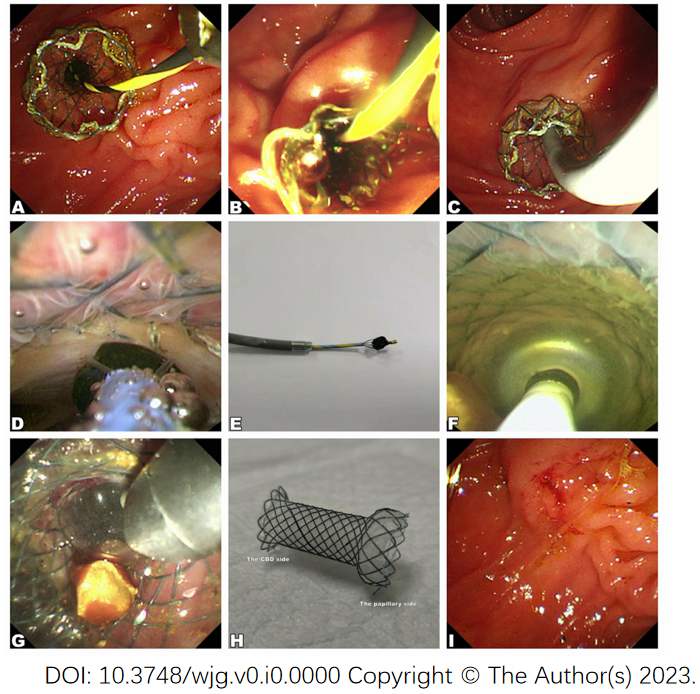 A
B
C
D
E
F
G
The CBD side
The papillary side
H
I
DOI: 10.3748/wjg.v0.i0.0000 Copyright © The Author(s) 2023.